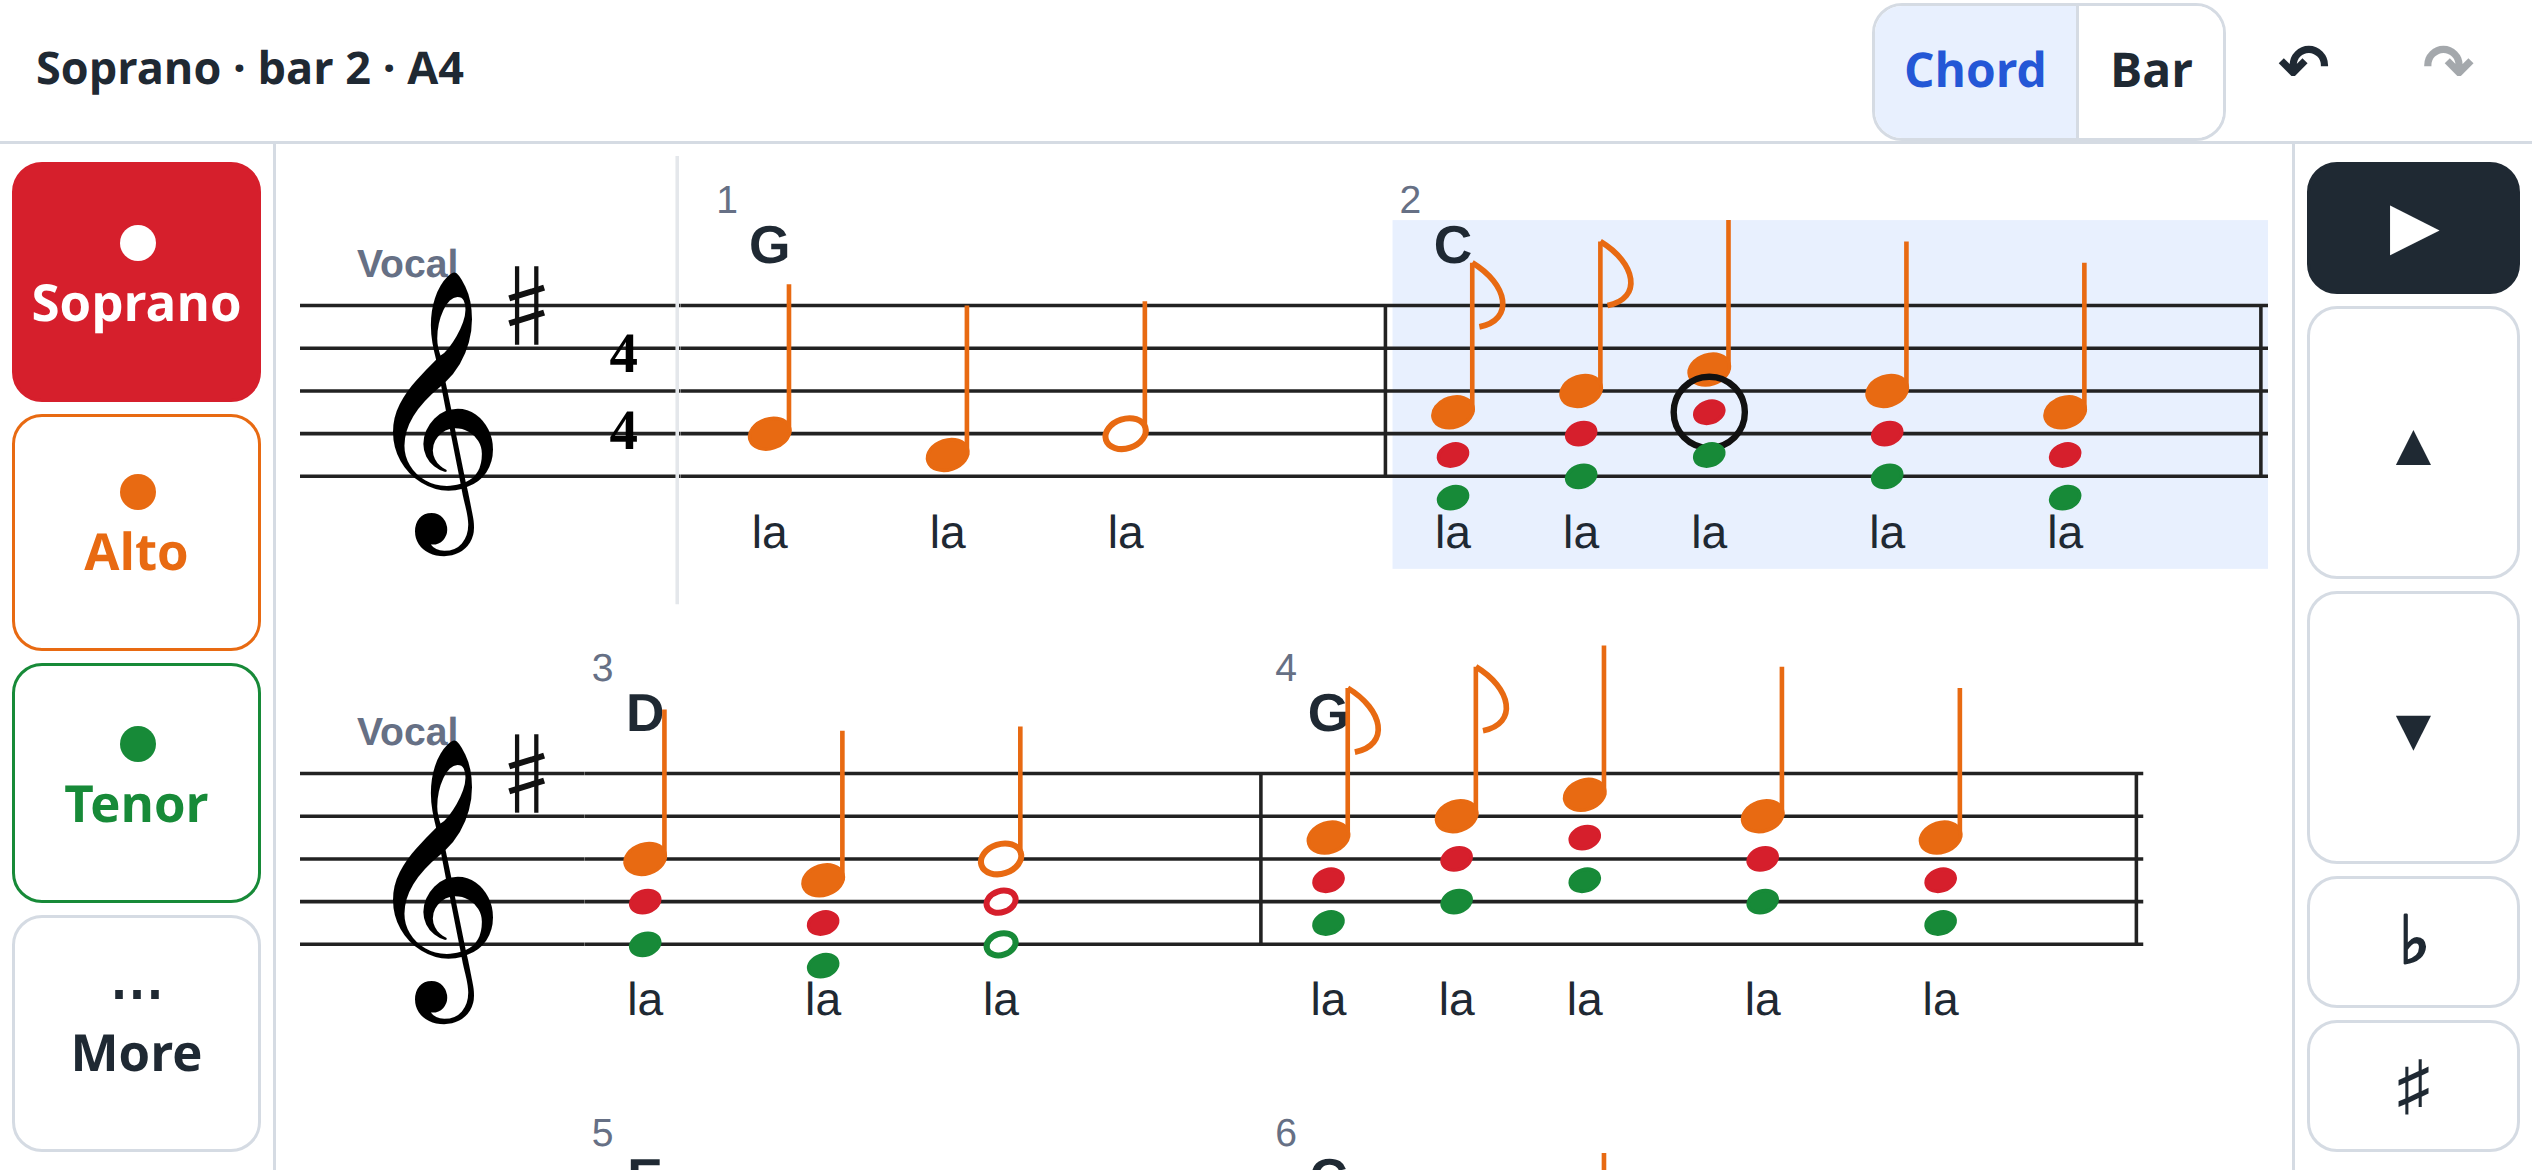 Soprano · bar 2 · A4
Chord Bar
Soprano
Alto
Tenor
...
More
1 2
G C
Vocal
4
4
la la la la la la la la
3 4
D G
Vocal
la la la la la la la la
5 6